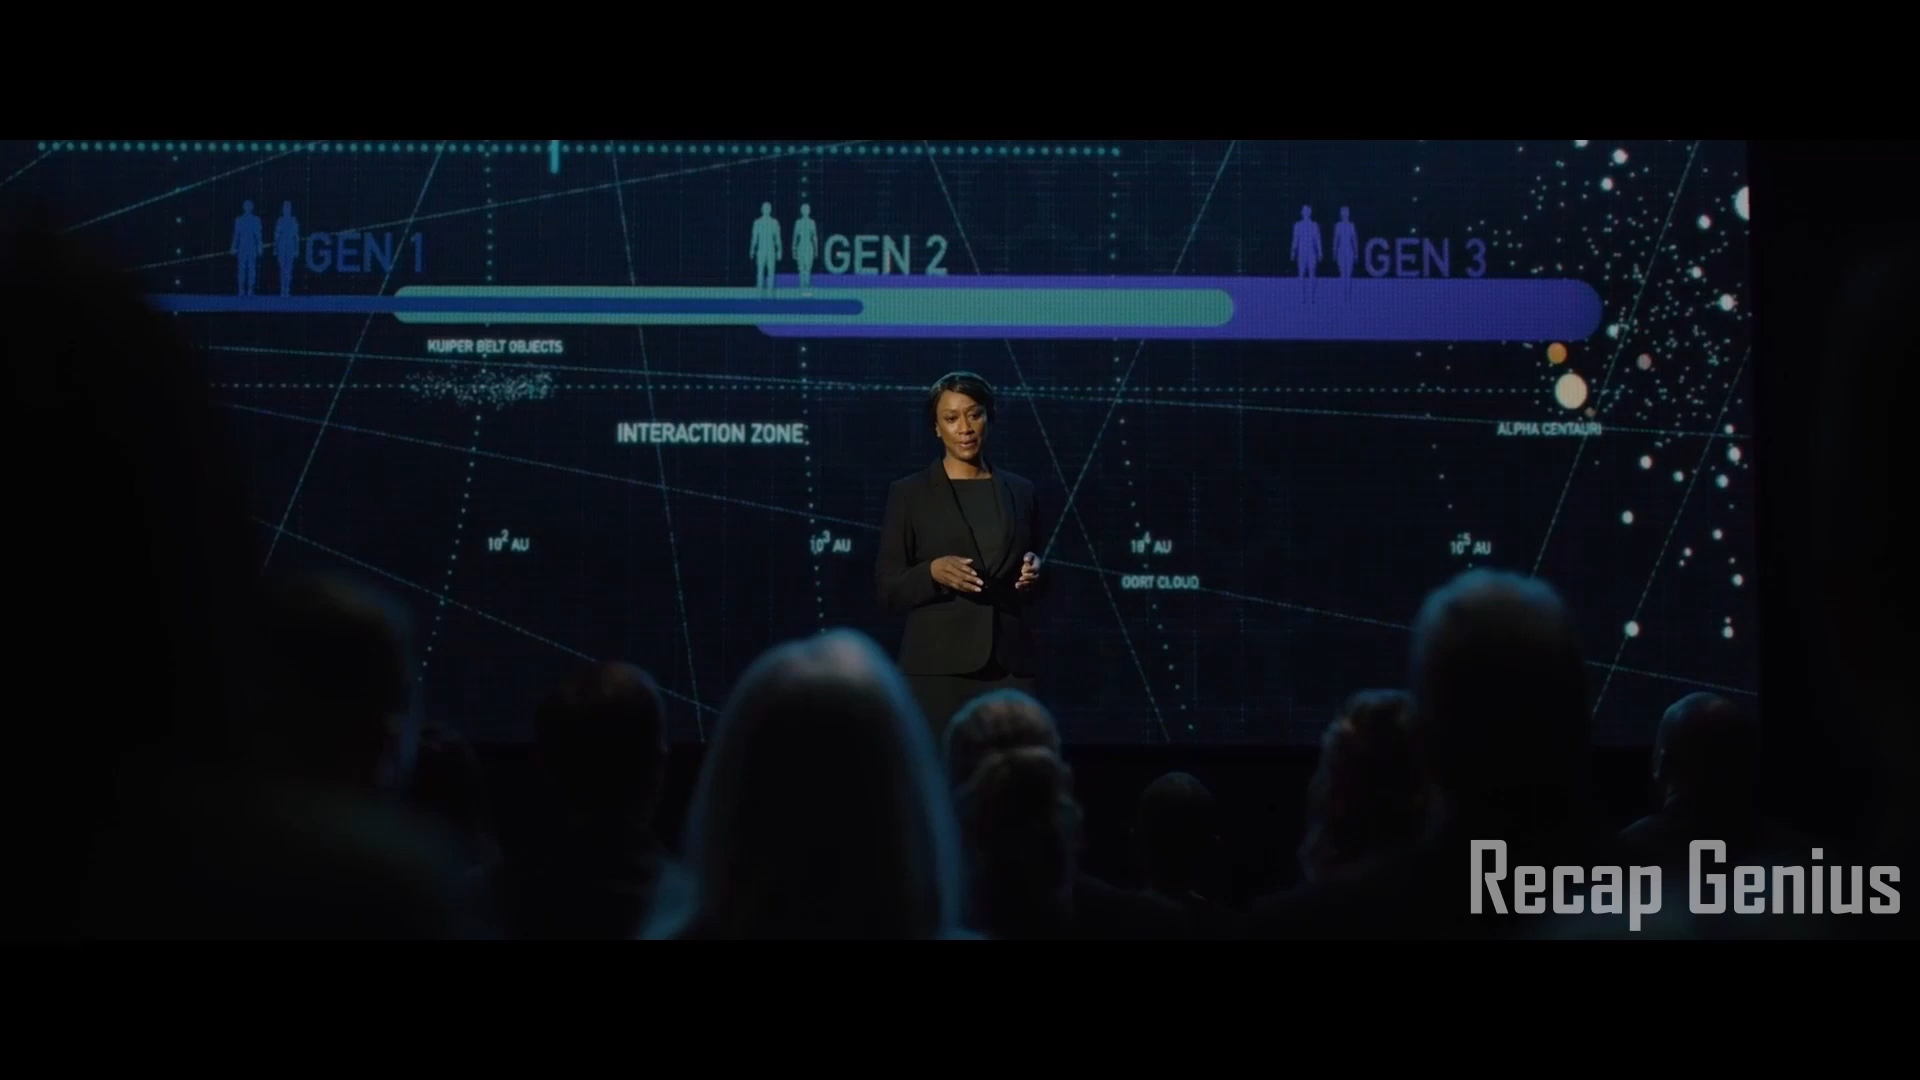 GEN 1
GEN 2
GEN 3
KUIPER BELT OBJECTS
INTERACTION ZONE
ALPHA CENTAURI
10² AU
10³ AU
10⁴ AU
10⁵ AU
OORT CLOUD
Recap Genius